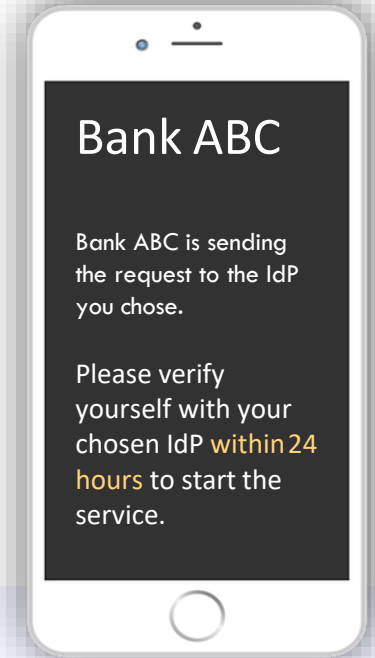 Bank ABC
Bank ABC is sending
the request to the IdP
you chose.
Please verify
yourself with your
chosen IdP within 24
hours to start the
service.